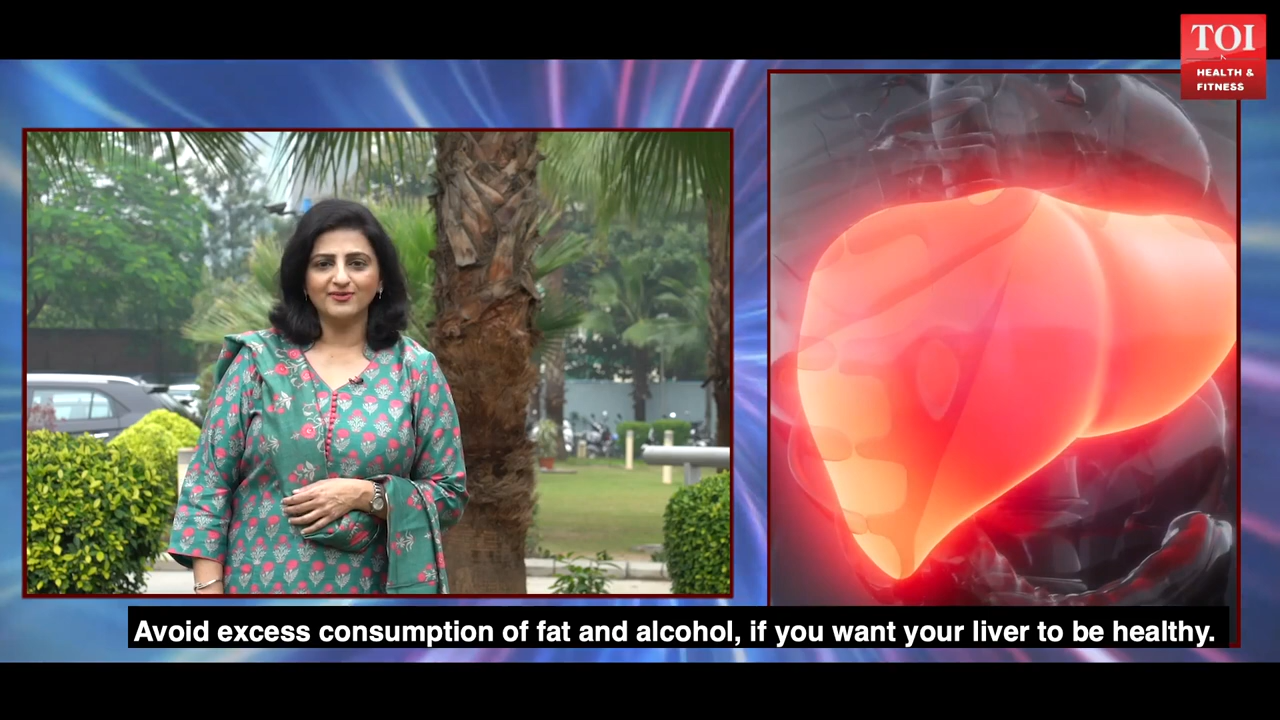 TOI
HEALTH &
FITNESS
Avoid excess consumption of fat and alcohol, if you want your liver to be healthy.